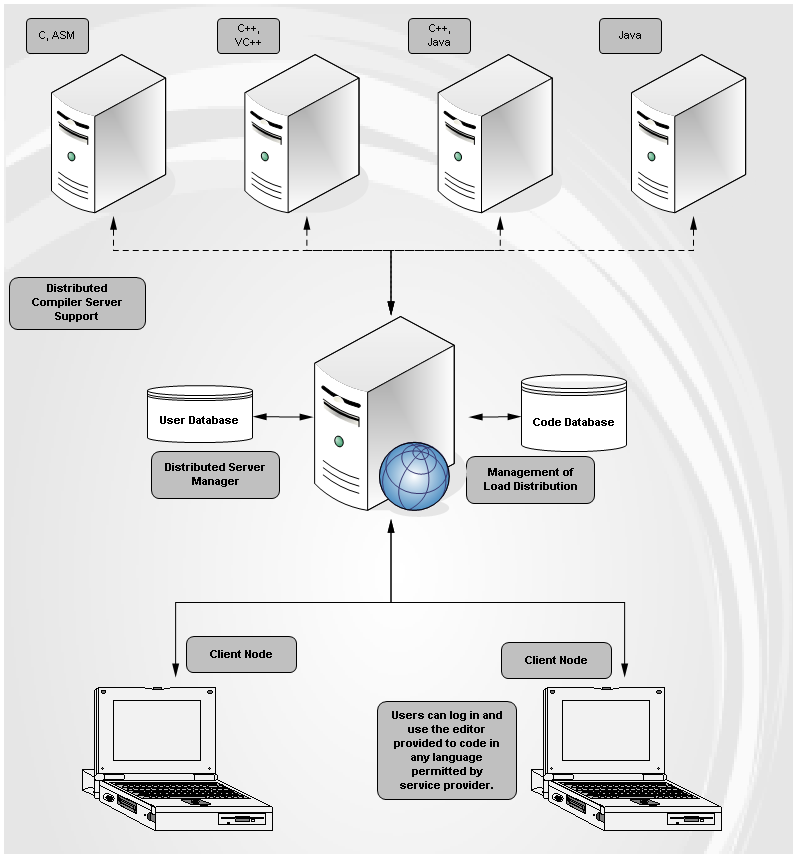 C, ASM
C++,
VC++
C++,
Java
Java
Distributed
Compiler Server
Support
User Database
Code Database
Distributed Server
Manager
Management of
Load Distribution
Client Node
Client Node
Users can log in and
use the editor
provided to code in
any language
permitted by
service provider.